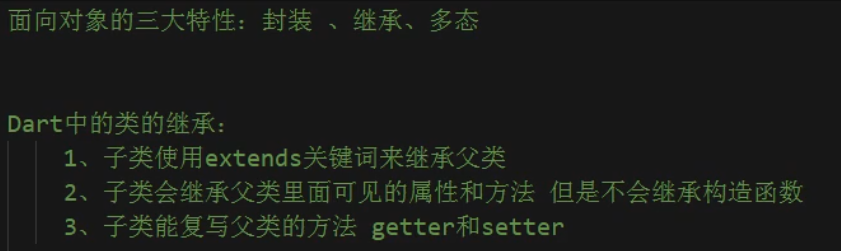 面向对象的三大特性：封装 、继承、多态
Dart中的类的继承：
1、子类使用extends关键词来继承父类
2、子类会继承父类里面可见的属性和方法 但是不会继承构造函数
3、子类能复写父类的方法 getter和setter